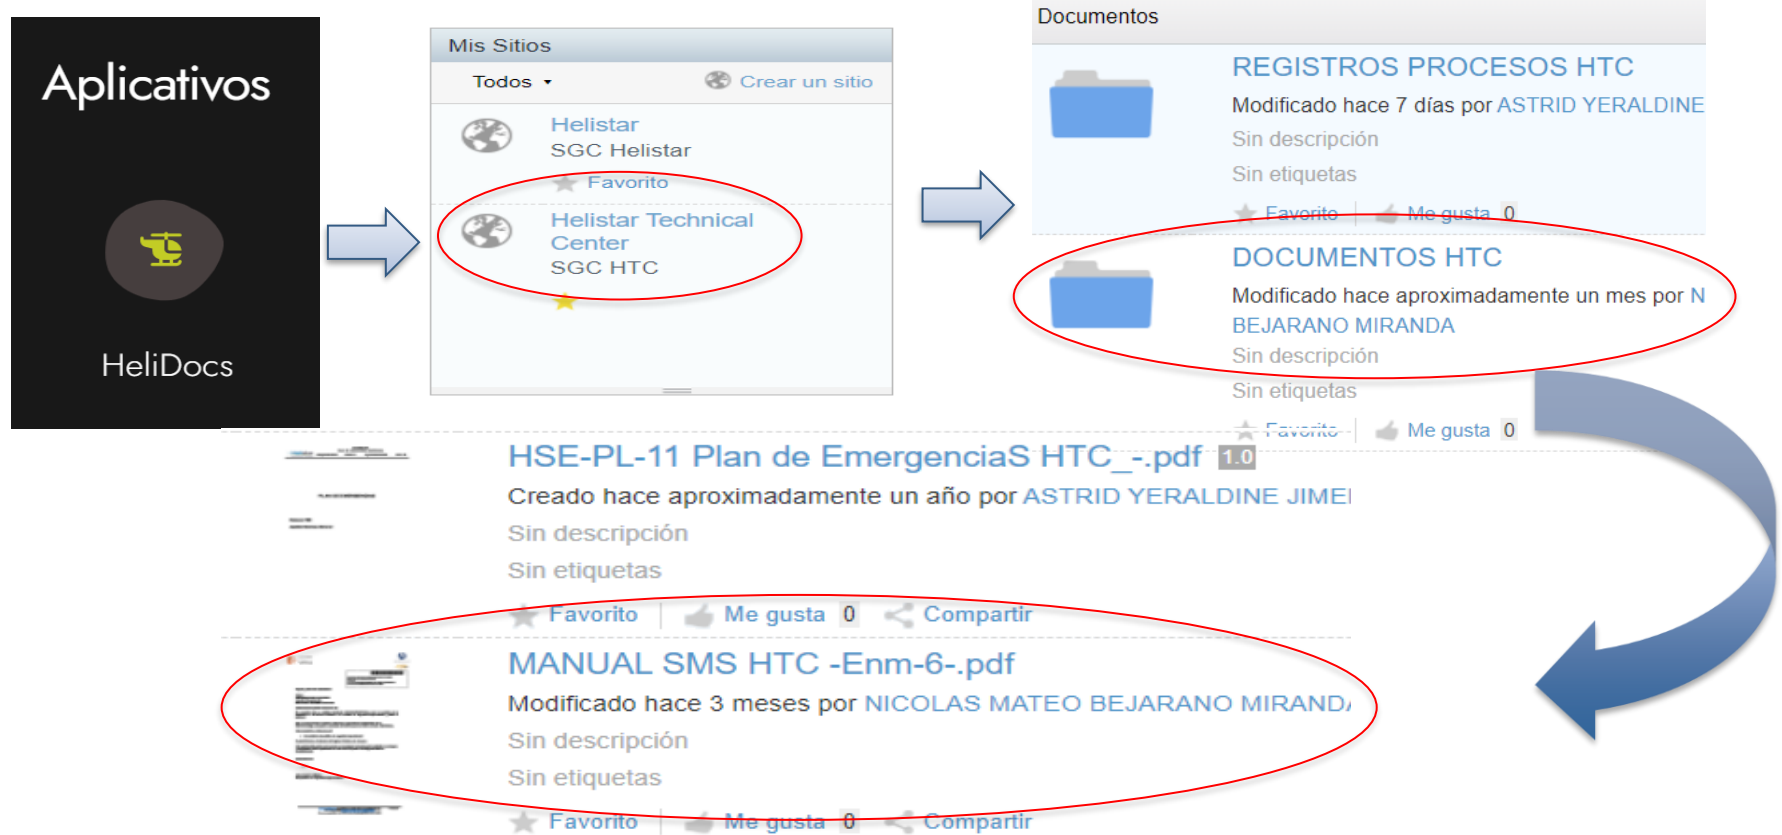 Aplicativos
HeliDocs
Mis Sitios
Todos
Crear un sitio
Helistar
SGC Helistar
Favorito
Helistar Technical
Center
SGC HTC
Documentos
REGISTROS PROCESOS HTC
Modificado hace 7 días por ASTRID YERALDINE
Sin descripción
Sin etiquetas
Favorito Me gusta 0
DOCUMENTOS HTC
Modificado hace aproximadamente un mes por N
BEJARANO MIRANDA
Sin descripción
Sin etiquetas
Favorito Me gusta 0
HSE-PL-11 Plan de EmergenciaS HTC_-.pdf 1.0
Creado hace aproximadamente un año por ASTRID YERALDINE JIME
Sin descripción
Sin etiquetas
Favorito Me gusta 0 Compartir
MANUAL SMS HTC -Enm-6-.pdf
Modificado hace 3 meses por NICOLAS MATEO BEJARANO MIRANDA
Sin descripción
Sin etiquetas
Favorito Me gusta 0 Compartir